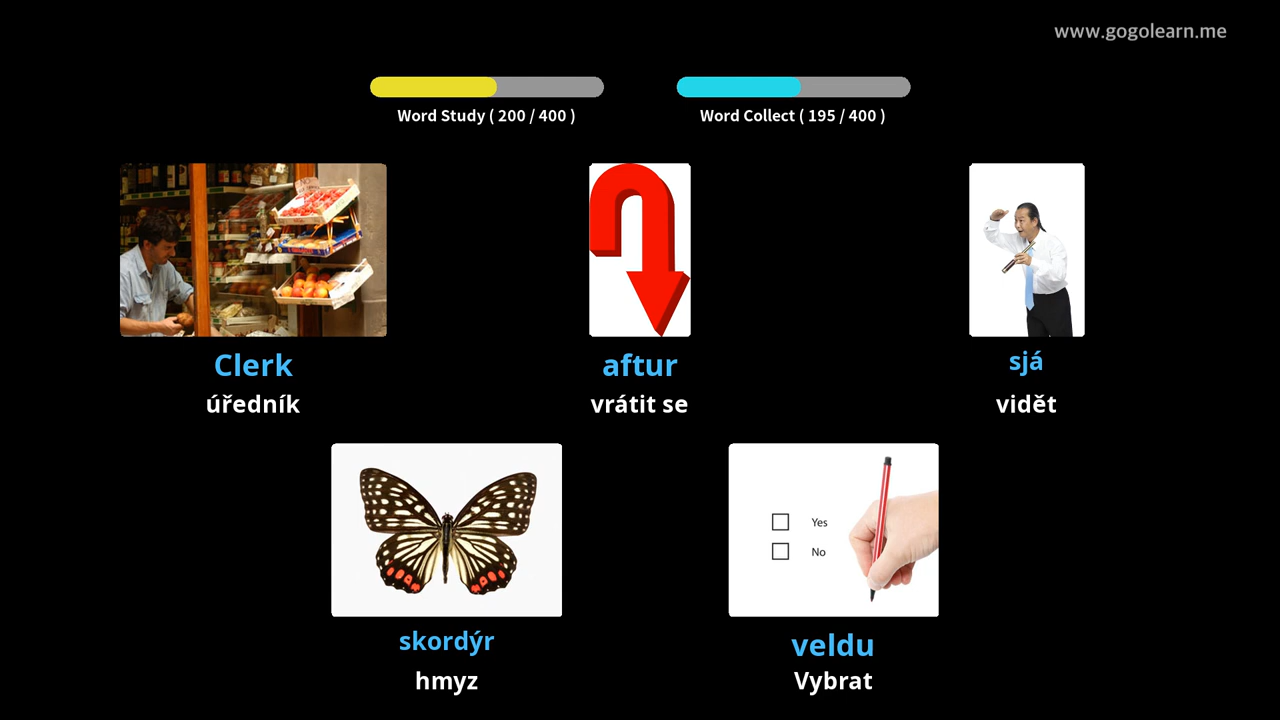 www.gogolearn.me
Word Study ( 200 / 400 )
Word Collect ( 195 / 400 )
Clerk
úředník
aftur
vrátit se
sjá
vidět
skordýr
hmyz
Yes
No
veldu
Vybrat